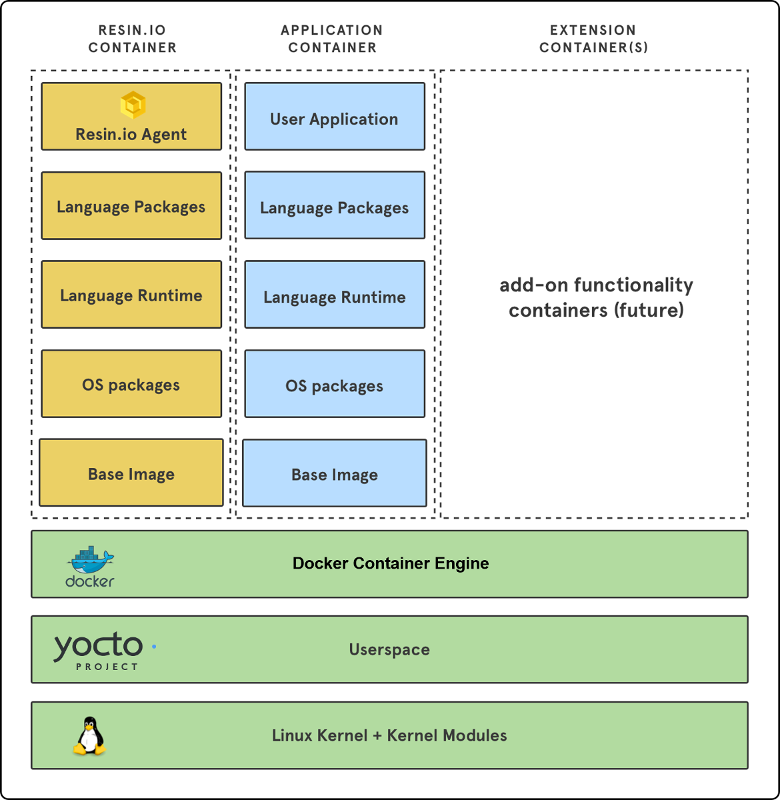 RESIN.IO
CONTAINER
APPLICATION
CONTAINER
EXTENSION
CONTAINER(S)
Resin.io Agent
User Application
Language Packages
Language Packages
Language Runtime
Language Runtime
add-on functionality
containers (future)
OS packages
OS packages
Base Image
Base Image
docker
Docker Container Engine
yocto
PROJECT
Userspace
Linux Kernel + Kernel Modules